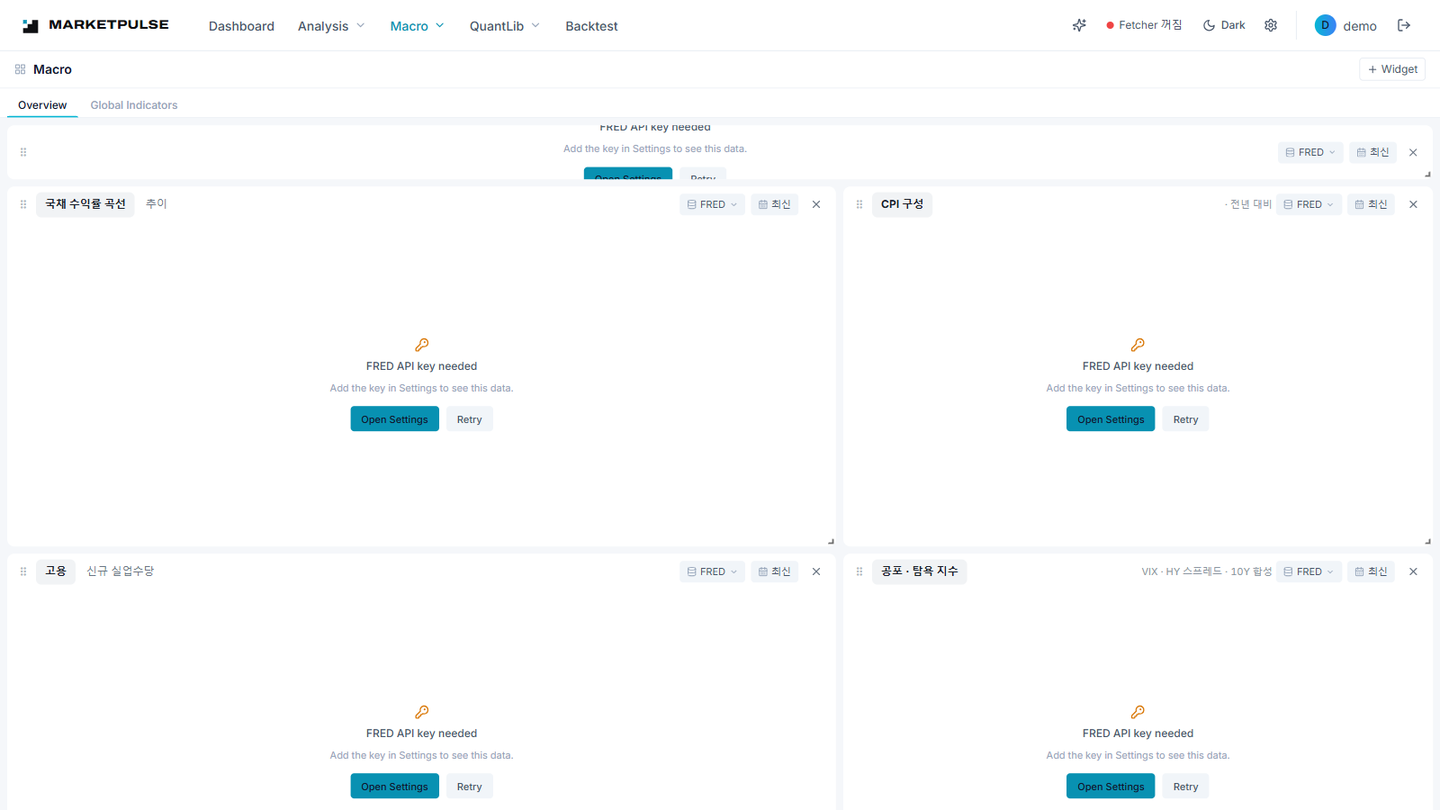 MARKETPULSE Dashboard Analysis Macro QuantLib Backtest Fetcher 꺼짐 Dark D demo
Macro + Widget
Overview Global Indicators
FRED API key needed
Add the key in Settings to see this data.
FRED 최신
Open Settings Retry
국채 수익률 곡선 추이 FRED 최신
FRED API key needed
Add the key in Settings to see this data.
Open Settings Retry
CPI 구성 · 전년 대비 FRED 최신
FRED API key needed
Add the key in Settings to see this data.
Open Settings Retry
고용 신규 실업수당 FRED 최신
FRED API key needed
Add the key in Settings to see this data.
Open Settings Retry
공포 · 탐욕 지수 VIX · HY 스프레드 · 10Y 합성 FRED 최신
FRED API key needed
Add the key in Settings to see this data.
Open Settings Retry